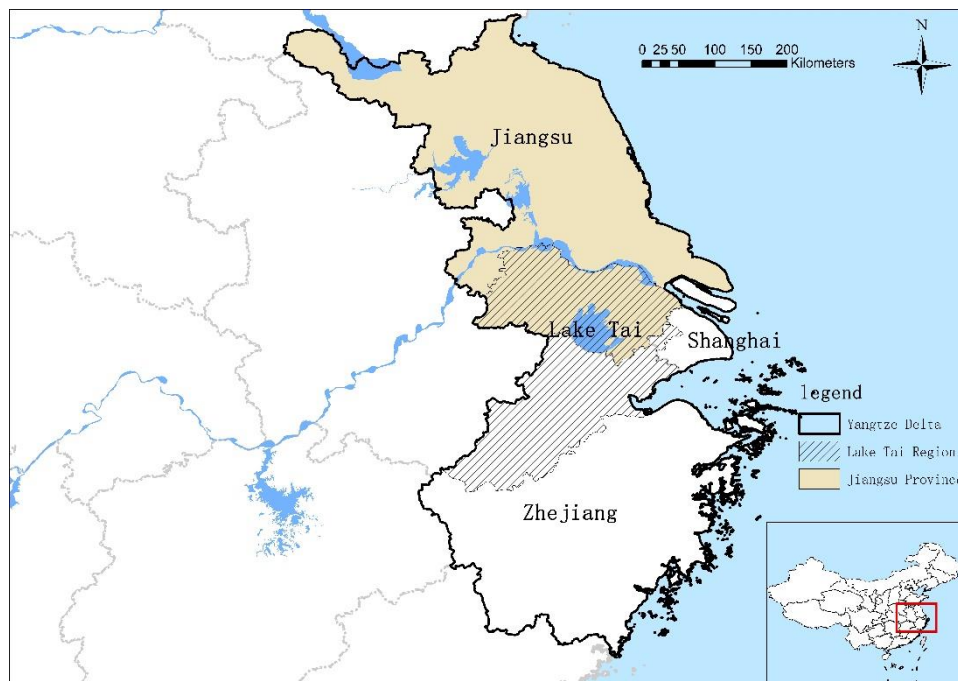 N
0 25 50 100 150 200
Kilometers
Jiangsu
Lake Tai
Shanghai
legend
Yangtze Delta
Lake Tai Region
Jiangsu Province
Zhejiang